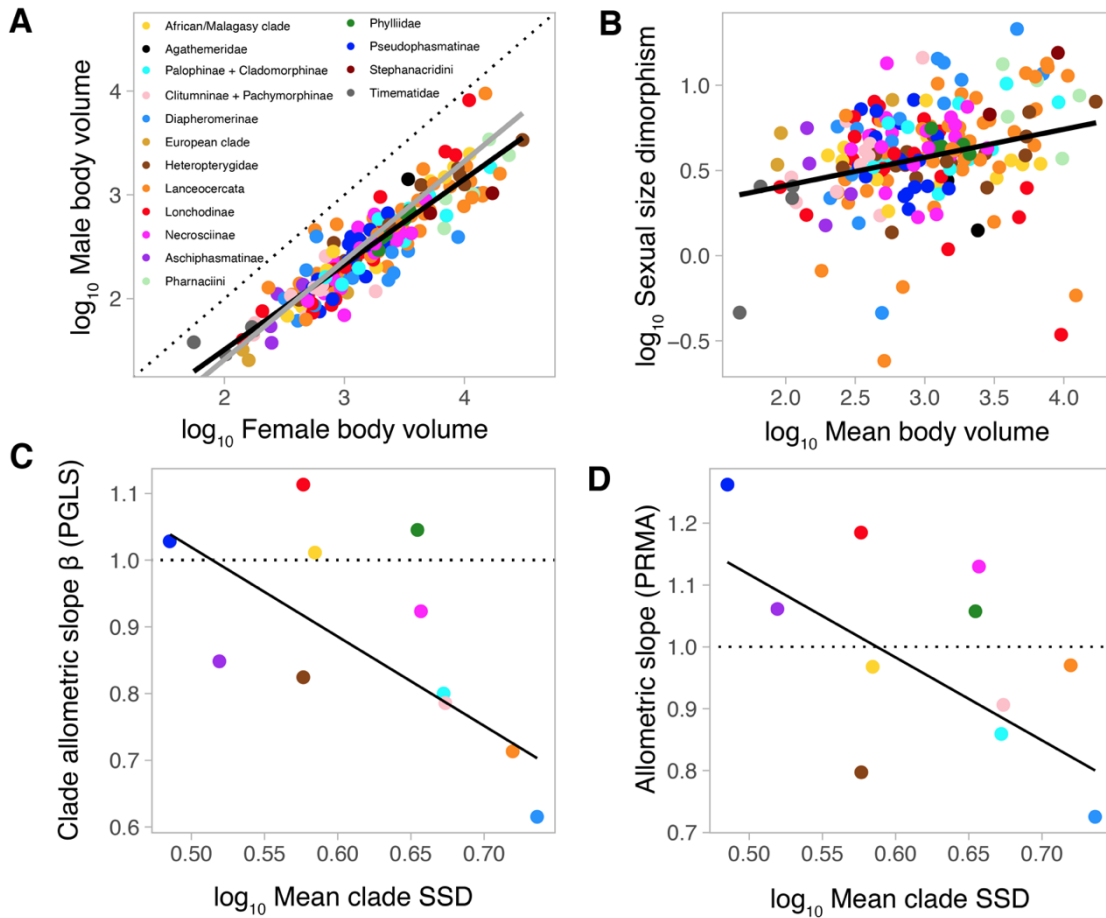 A
log₁₀ Male body volume
4
3
2
African/Malagasy clade
Agathemeridae
Palophinae + Cladomorphinae
Clitumninae + Pachymorphinae
Diapheromerinae
European clade
Heteropterygidae
Lanceocercata
Lonchodinae
Necrosciinae
Aschiphasmatinae
Pharnaciini
Phylliidae
Pseudophasmatinae
Stephanacridini
Timematidae
2 3 4
log₁₀ Female body volume
B
log₁₀ Sexual size dimorphism
1.0
0.5
0.0
−0.5
2.0 2.5 3.0 3.5 4.0
log₁₀ Mean body volume
C
Clade allometric slope β (PGLS)
1.1
1.0
0.9
0.8
0.7
0.6
0.50 0.55 0.60 0.65 0.70
log₁₀ Mean clade SSD
D
Allometric slope (PRMA)
1.2
1.1
1.0
0.9
0.8
0.7
0.50 0.55 0.60 0.65 0.70
log₁₀ Mean clade SSD